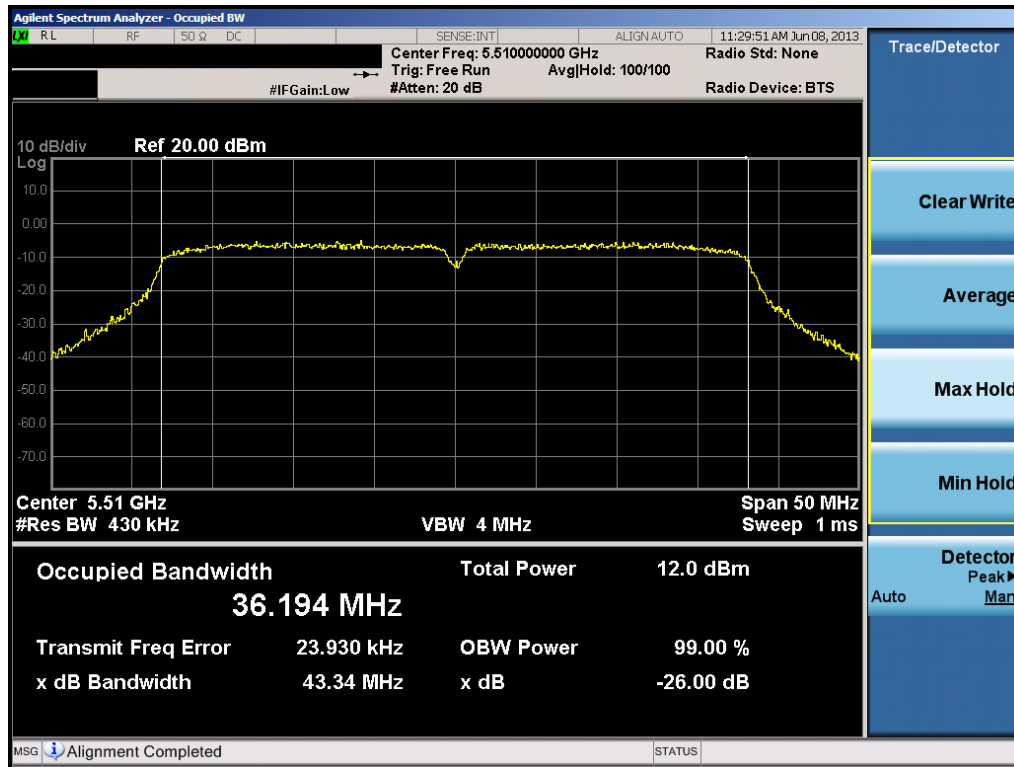 Agilent Spectrum Analyzer - Occupied BW
LXI RL RF 50 Ω DC SENSE:INT ALIGN AUTO 11:29:51 AM Jun 08, 2013
Center Freq: 5.510000000 GHz Radio Std: None
Trig: Free Run Avg|Hold: 100/100
#IFGain:Low #Atten: 20 dB Radio Device: BTS
10 dB/div Ref 20.00 dBm
Log
10.0
0.00
-10.0
-20.0
-30.0
-40.0
-50.0
-60.0
-70.0
Center 5.51 GHz Span 50 MHz
#Res BW 430 kHz VBW 4 MHz Sweep 1 ms
Occupied Bandwidth Total Power 12.0 dBm
36.194 MHz
Transmit Freq Error 23.930 kHz OBW Power 99.00 %
x dB Bandwidth 43.34 MHz x dB -26.00 dB
MSG Alignment Completed STATUS
Trace/Detector
Clear Write
Average
Max Hold
Min Hold
Detector
Peak▶
Auto Man